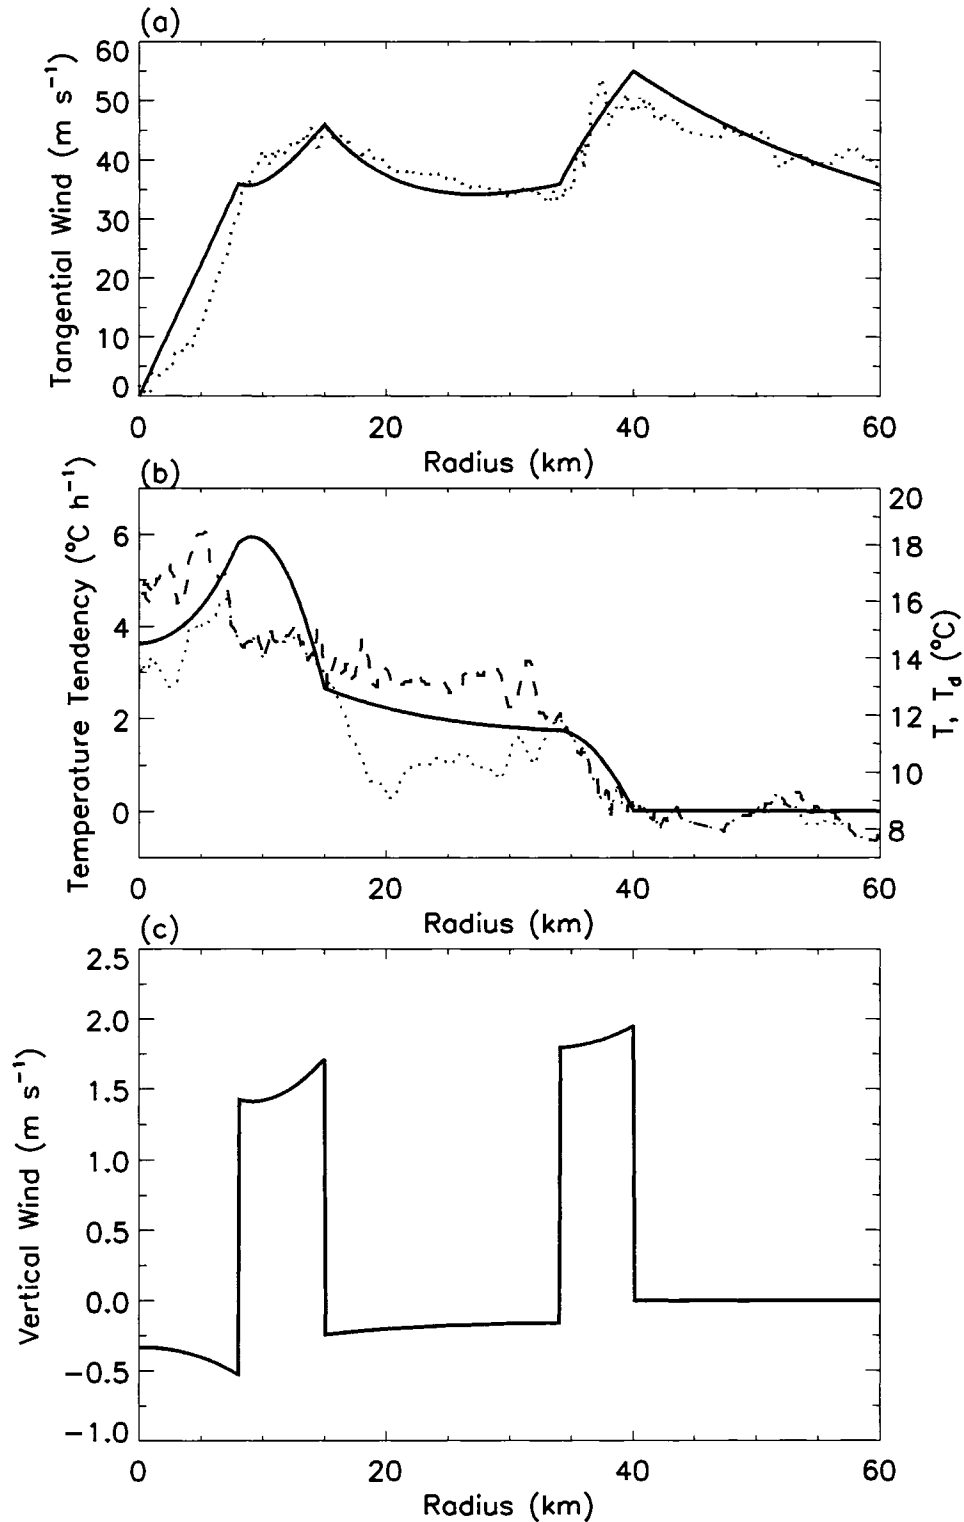 (a)
60
50
40
30
20
10
0
Tangential Wind (m s⁻¹)
0 20 40 60
Radius (km)
(b)
6
4
2
0
Temperature Tendency (°C h⁻¹)
20
18
16
14
12
10
8
T, T_d (°C)
0 20 40 60
Radius (km)
(c)
2.5
2.0
1.5
1.0
0.5
0.0
−0.5
−1.0
Vertical Wind (m s⁻¹)
0 20 40 60
Radius (km)